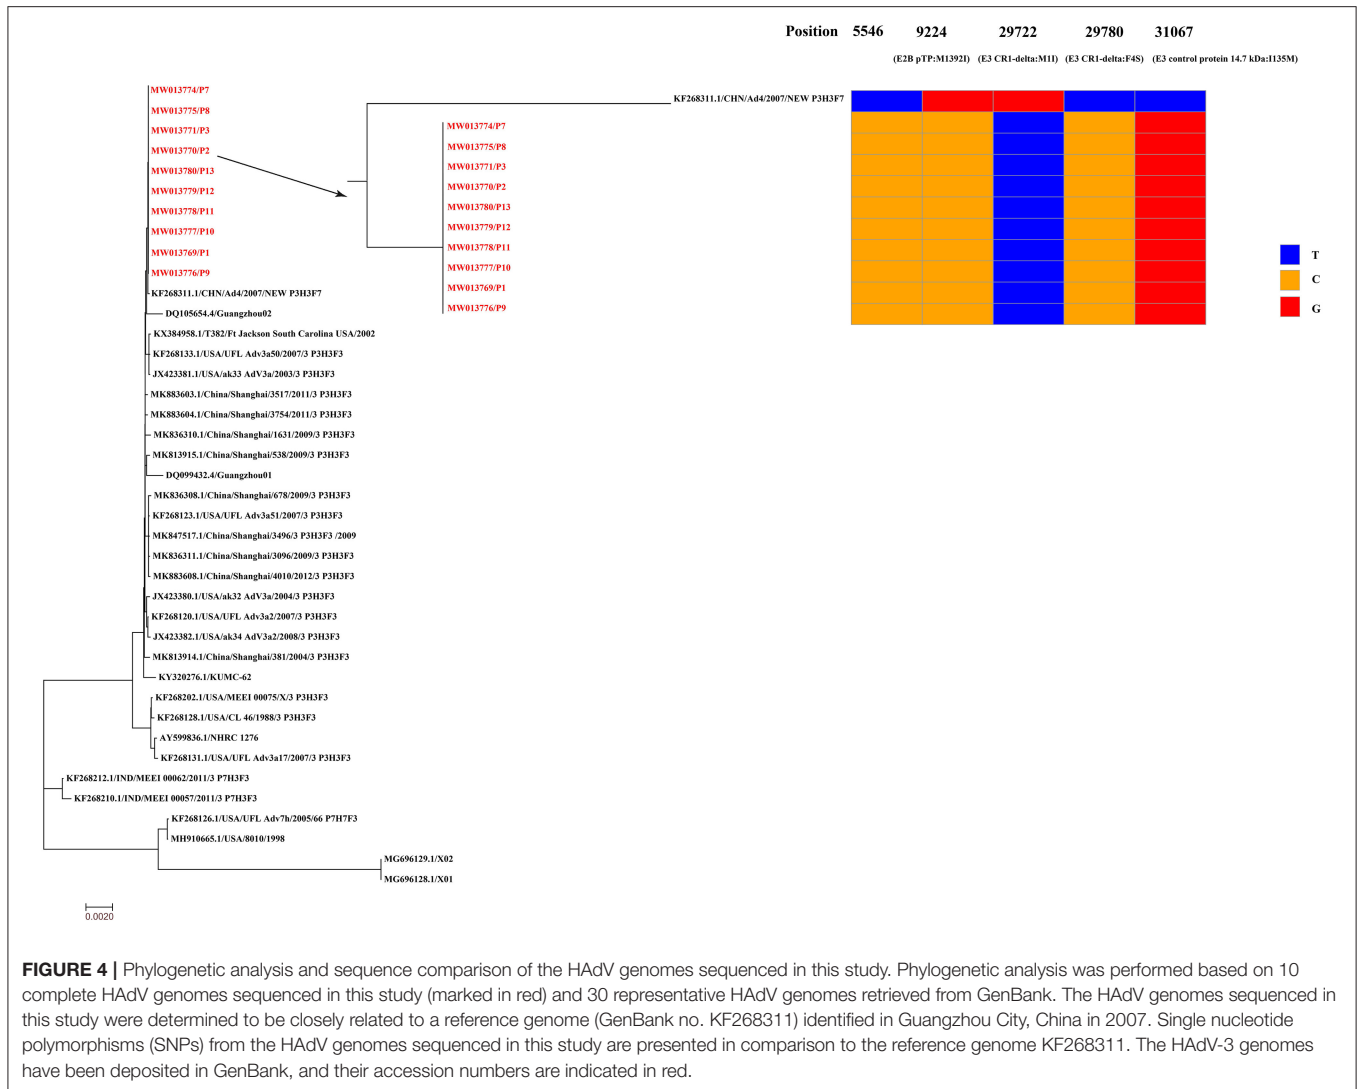 Position 5546 9224 29722 29780 31067
(E2B pTP:M1392I) (E3 CR1-delta:M1I) (E3 CR1-delta:F4S) (E3 control protein 14.7 kDa:I135M)
MW013774/P7
MW013775/P8
MW013771/P3
MW013770/P2
MW013780/P13
MW013779/P12
MW013778/P11
MW013777/P10
MW013769/P1
MW013776/P9
KF268311.1/CHN/Ad4/2007/NEW P3H3F7
DQ105654.4/Guangzhou02
KX384958.1/T382/Ft Jackson South Carolina USA/2002
KF268133.1/USA/UFL Adv3a50/2007/3 P3H3F3
JX423381.1/USA/ak33 AdV3a/2003/3 P3H3F3
MK883603.1/China/Shanghai/3517/2011/3 P3H3F3
MK883604.1/China/Shanghai/3754/2011/3 P3H3F3
MK836310.1/China/Shanghai/1631/2009/3 P3H3F3
MK813915.1/China/Shanghai/538/2009/3 P3H3F3
DQ099432.4/Guangzhou01
MK836308.1/China/Shanghai/678/2009/3 P3H3F3
KF268123.1/USA/UFL Adv3a51/2007/3 P3H3F3
MK847517.1/China/Shanghai/3496/3 P3H3F3 /2009
MK836311.1/China/Shanghai/3096/2009/3 P3H3F3
MK883608.1/China/Shanghai/4010/2012/3 P3H3F3
JX423380.1/USA/ak32 AdV3a/2004/3 P3H3F3
KF268120.1/USA/UFL Adv3a2/2007/3 P3H3F3
JX423382.1/USA/ak34 AdV3a2/2008/3 P3H3F3
MK813914.1/China/Shanghai/381/2004/3 P3H3F3
KY320276.1/KUMC-62
KF268202.1/USA/MEEI 00075/X/3 P3H3F3
KF268128.1/USA/CL 46/1988/3 P3H3F3
AY599836.1/NHRC 1276
KF268131.1/USA/UFL Adv3a17/2007/3 P3H3F3
KF268212.1/IND/MEEI 00062/2011/3 P7H3F3
KF268210.1/IND/MEEI 00057/2011/3 P7H3F3
KF268126.1/USA/UFL Adv7h/2005/66 P7H7F3
MH910665.1/USA/8010/1998
MG696129.1/X02
MG696128.1/X01
0.0020
KF268311.1/CHN/Ad4/2007/NEW P3H3F7
MW013774/P7
MW013775/P8
MW013771/P3
MW013770/P2
MW013780/P13
MW013779/P12
MW013778/P11
MW013777/P10
MW013769/P1
MW013776/P9
T
C
G
FIGURE 4 | Phylogenetic analysis and sequence comparison of the HAdV genomes sequenced in this study. Phylogenetic analysis was performed based on 10
complete HAdV genomes sequenced in this study (marked in red) and 30 representative HAdV genomes retrieved from GenBank. The HAdV genomes sequenced in
this study were determined to be closely related to a reference genome (GenBank no. KF268311) identified in Guangzhou City, China in 2007. Single nucleotide
polymorphisms (SNPs) from the HAdV genomes sequenced in this study are presented in comparison to the reference genome KF268311. The HAdV-3 genomes
have been deposited in GenBank, and their accession numbers are indicated in red.